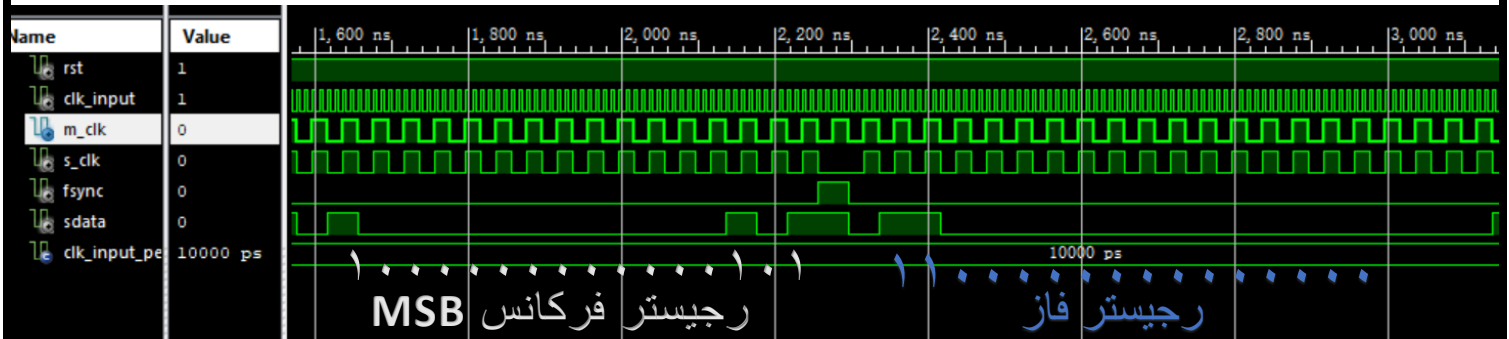 Name Value
|1,600 ns |1,800 ns |2,000 ns |2,200 ns |2,400 ns |2,600 ns |2,800 ns |3,000 ns
rst 1
clk_input 1
m_clk 0
s_clk 0
fsync 0
sdata 0
clk_input_pe 10000 ps 10000 ps
۱۰۰۰۰۰۰۰۰۰۰۰۰۱۰۱
رجیستر فرکانس MSB
۱۱۰۰۰۰۰۰۰۰۰۰۰۰۰۰
رجیستر فاز